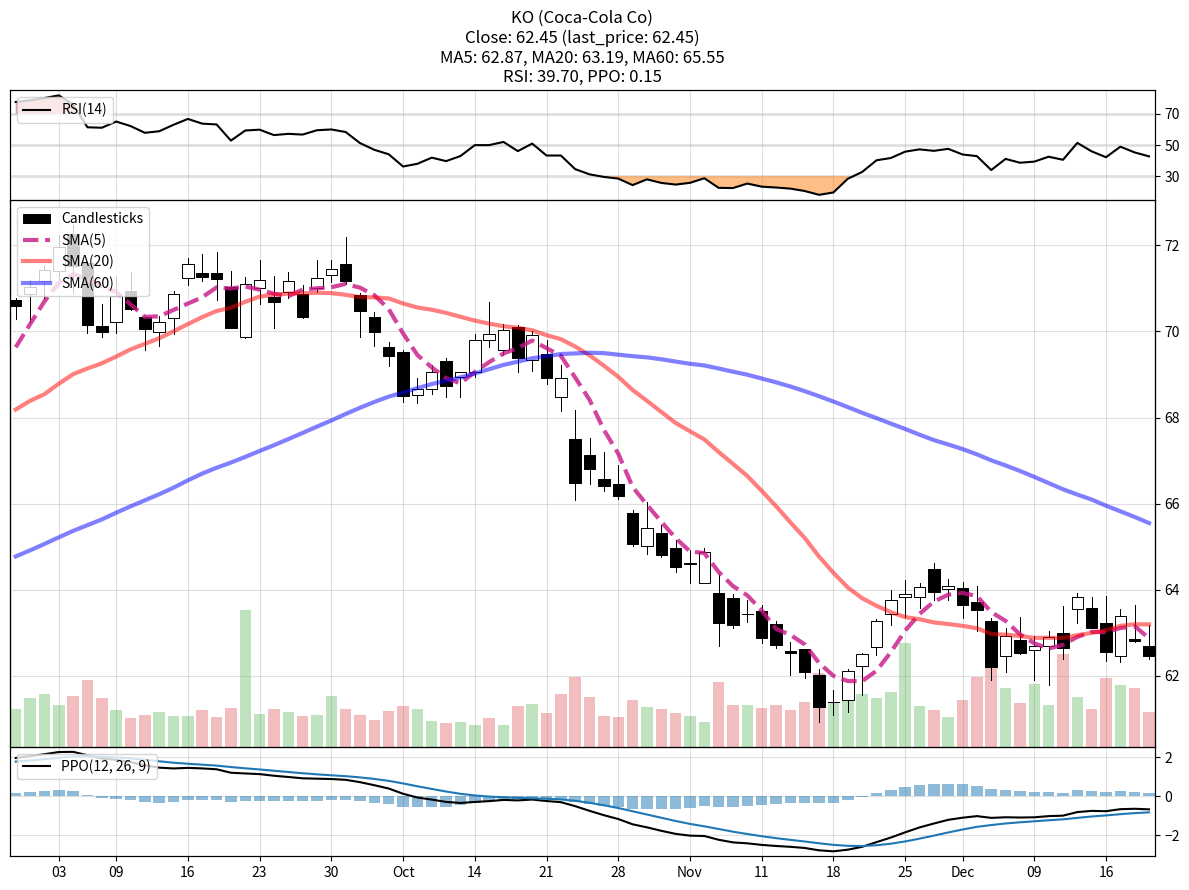 KO (Coca-Cola Co)
Close: 62.45 (last_price: 62.45)
MA5: 62.87, MA20: 63.19, MA60: 65.55
RSI: 39.70, PPO: 0.15
RSI(14)
70
50
30
Candlesticks
SMA(5)
SMA(20)
SMA(60)
72
70
68
66
64
62
PPO(12, 26, 9)
2
0
−2
03 09 16 23 30 Oct 14 21 28 Nov 11 18 25 Dec 09 16